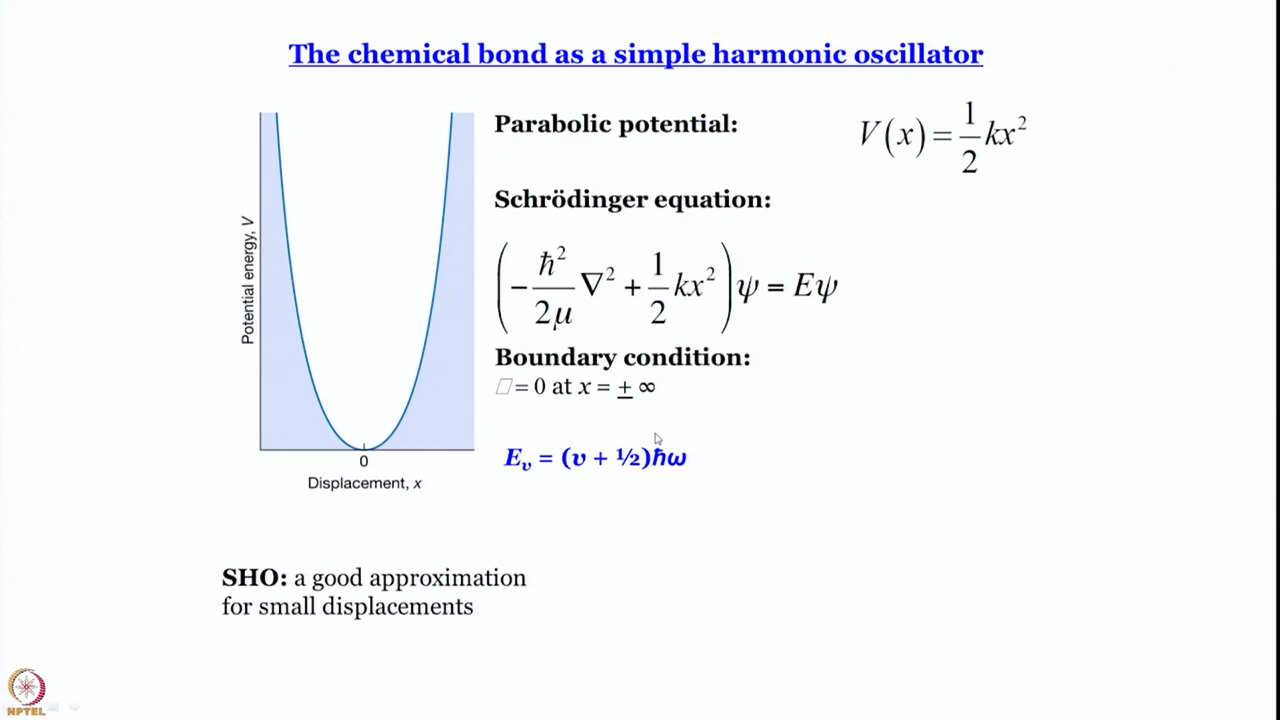 The chemical bond as a simple harmonic oscillator
Parabolic potential:
V(x) = 1/2 kx²
Schrödinger equation:
(−ℏ²/2μ ∇² + 1/2 kx²)ψ = Eψ
Boundary condition:
□ = 0 at x = ± ∞
Eᵥ = (υ + ½)ℏω
Potential energy, V
0
Displacement, x
SHO: a good approximation
for small displacements
NPTEL